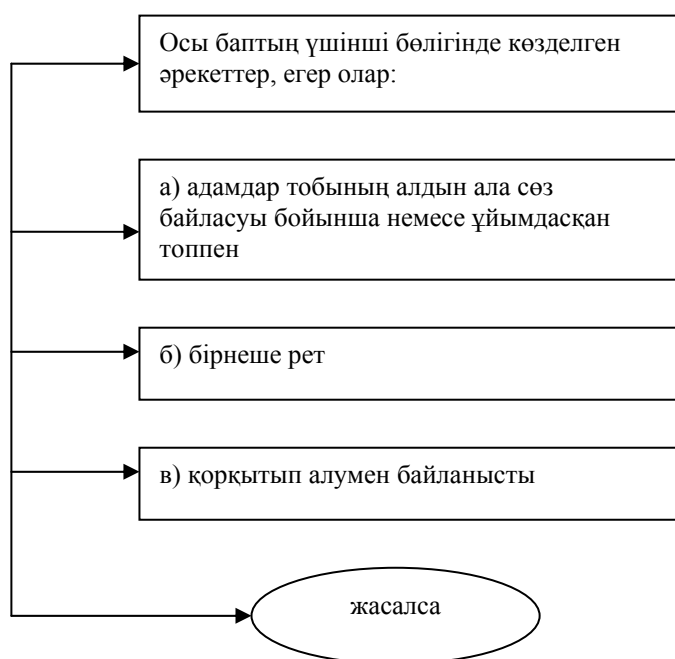 Осы баптың үшінші бөлігінде көзделген
әрекеттер, егер олар:
а) адамдар тобының алдын ала сөз
байласуы бойынша немесе ұйымдасқан
топпен
б) бірнеше рет
в) қорқытып алумен байланысты
жасалса